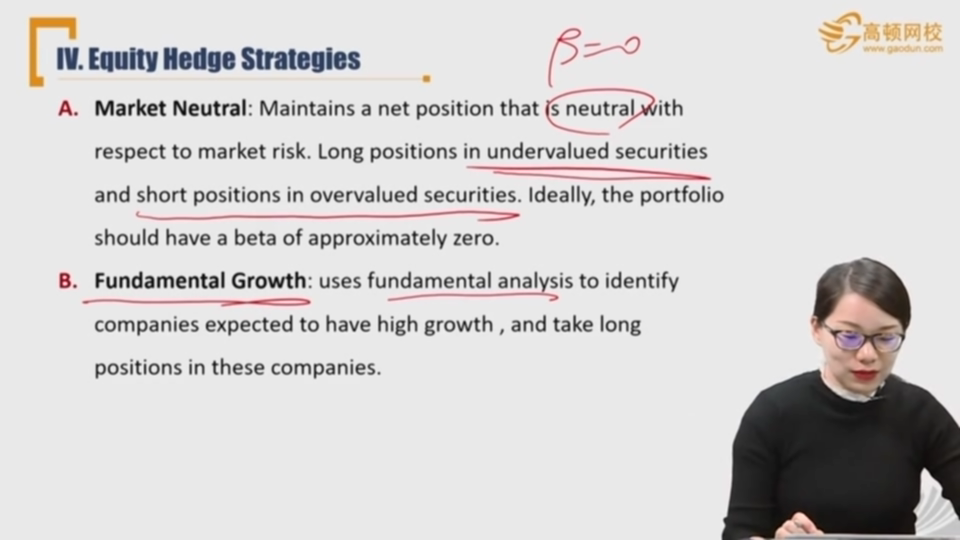 高顿网校
www.gaodun.com
IV. Equity Hedge Strategies
β=0
A. Market Neutral: Maintains a net position that is neutral with
respect to market risk. Long positions in undervalued securities
and short positions in overvalued securities. Ideally, the portfolio
should have a beta of approximately zero.
B. Fundamental Growth: uses fundamental analysis to identify
companies expected to have high growth , and take long
positions in these companies.